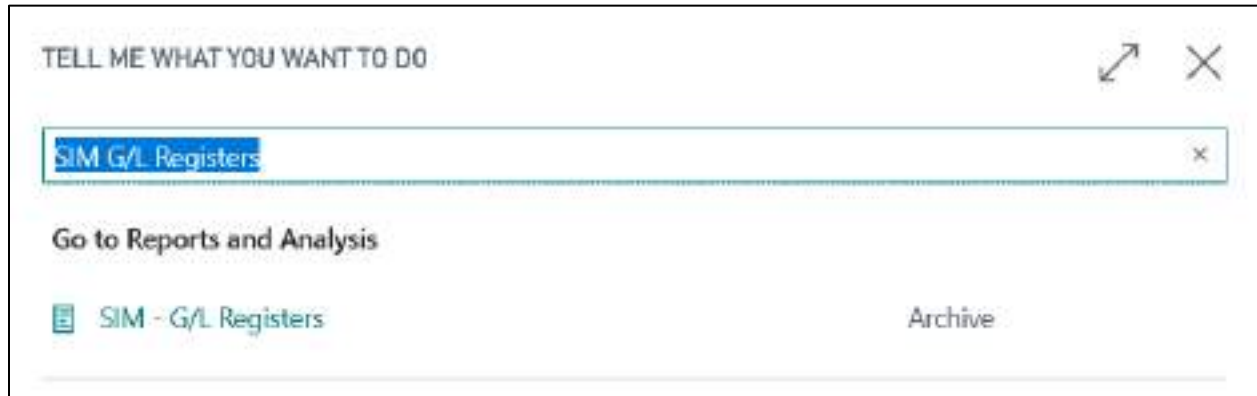 TELL ME WHAT YOU WANT TO DO
SIM G/L Registers
Go to Reports and Analysis
SIM - G/L Registers Archive